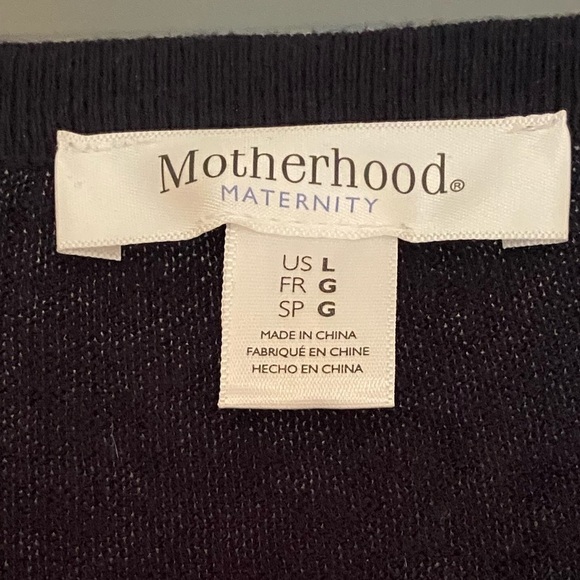 Motherhood®
MATERNITY
US L
FR G
SP G
MADE IN CHINA
FABRIQUÉ EN CHINE
HECHO EN CHINA